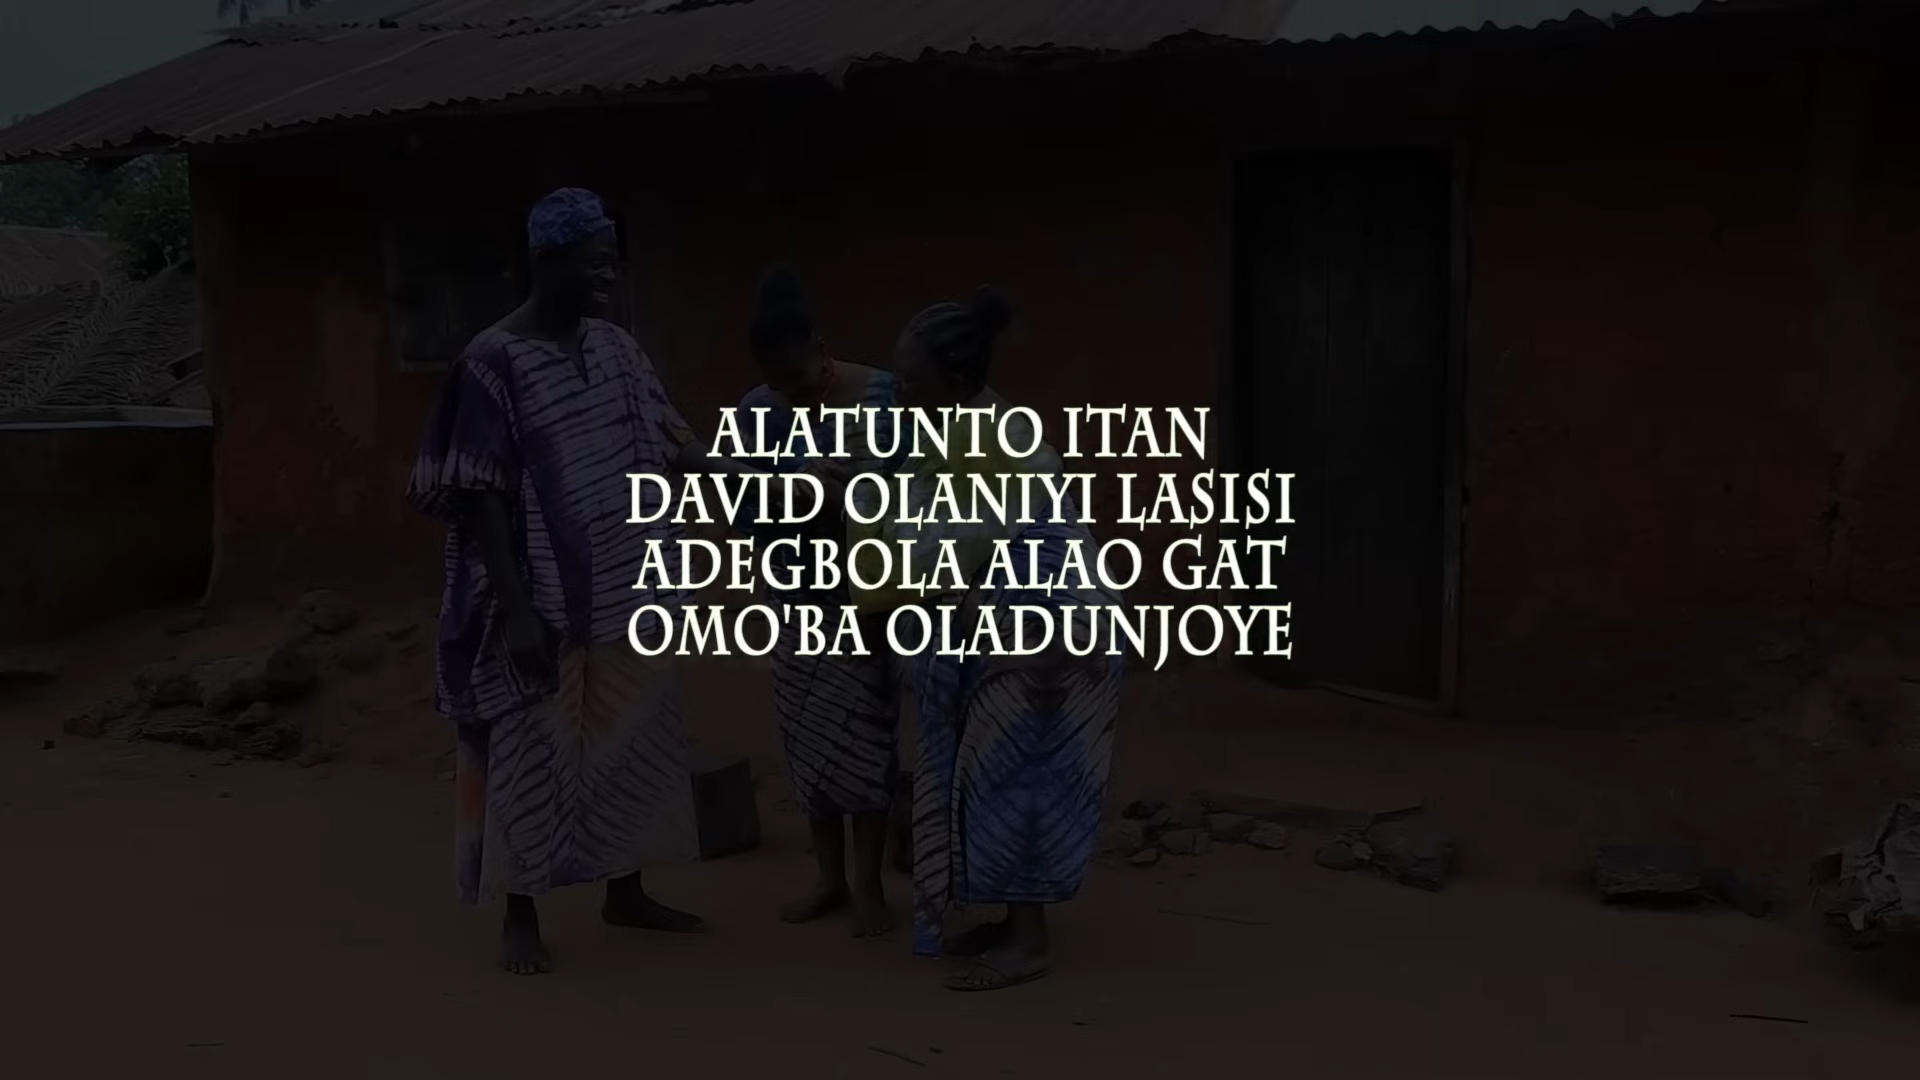 ALATUNTO ITAN
DAVID OLANIYI LASISI
ADEGBOLA ALAO GAT
OMO'BA OLADUNJOYE